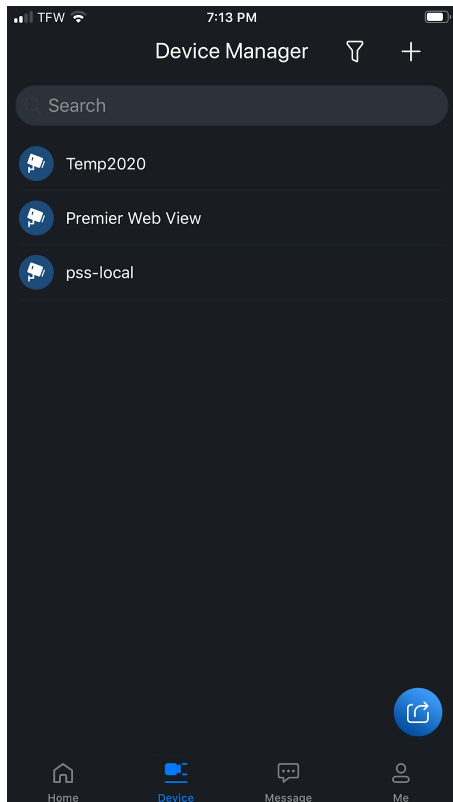 TFW 7:13 PM
Device Manager
Search
Temp2020
Premier Web View
pss-local
Home Device Message Me